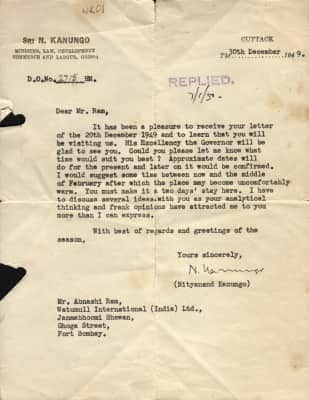 SRI N. KANUNGO
MINISTER, LAW, DEVELOPMENT
COMMERCE AND LABOUR, ORISSA
CUTTACK
The 30th December 1949.
D.O.No. 2715 HM.
REPLIED.
7/1/50.
Dear Mr. Ram,
It has been a pleasure to receive your letter
of the 20th December 1949 and to learn that you will
be visiting us. His Excellency the Governor will be
glad to see you. Could you please let me know what
time would suit you best ? Approximate dates will
do for the present and later on it would be confirmed.
I would suggest some time between now and the middle
of February after which the place may become uncomfortably
warm. You must make it a two days' stay here. I have
to discuss several ideas with you as your analytical
thinking and frank opinions have attracted me to you
more than I can express.
With best of regards and greetings of the
season,
Yours sincerely,
N. Kanungo
(Nityanand Kanungo)
Mr. Abnashi Ram,
Watumull International (India) Ltd.,
Janmabhoomi Bhawan,
Ghoga Street,
Fort Bombay.